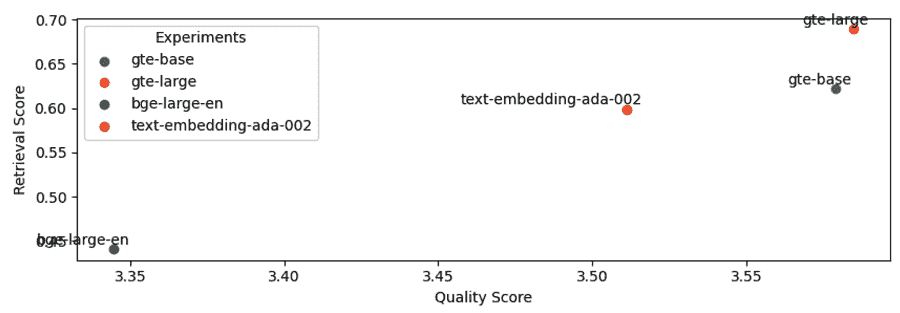 0.70
gte-large
Experiments
gte-base
gte-large
bge-large-en
text-embedding-ada-002
0.65
gte-base
0.60
text-embedding-ada-002
0.55
0.50
0.45
bge-large-en
Retrieval Score
3.35
3.40
3.45
3.50
3.55
Quality Score